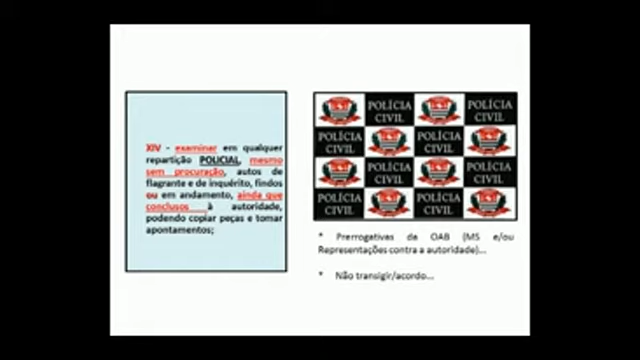 XIV - examinar em qualquer
repartição POLICIAL, mesmo
sem procuração, autos de
flagrante e de inquérito, findos
ou em andamento, ainda que
conclusos à autoridade,
podendo copiar peças e tomar
apontamentos;
POLÍCIA CIVIL POLÍCIA CIVIL
POLÍCIA CIVIL POLÍCIA CIVIL
POLÍCIA CIVIL POLÍCIA CIVIL
POLÍCIA CIVIL POLÍCIA CIVIL
* Prerrogativas da OAB (MS e/ou
Representações contra a autoridade)...
* Não transigir/acordo...